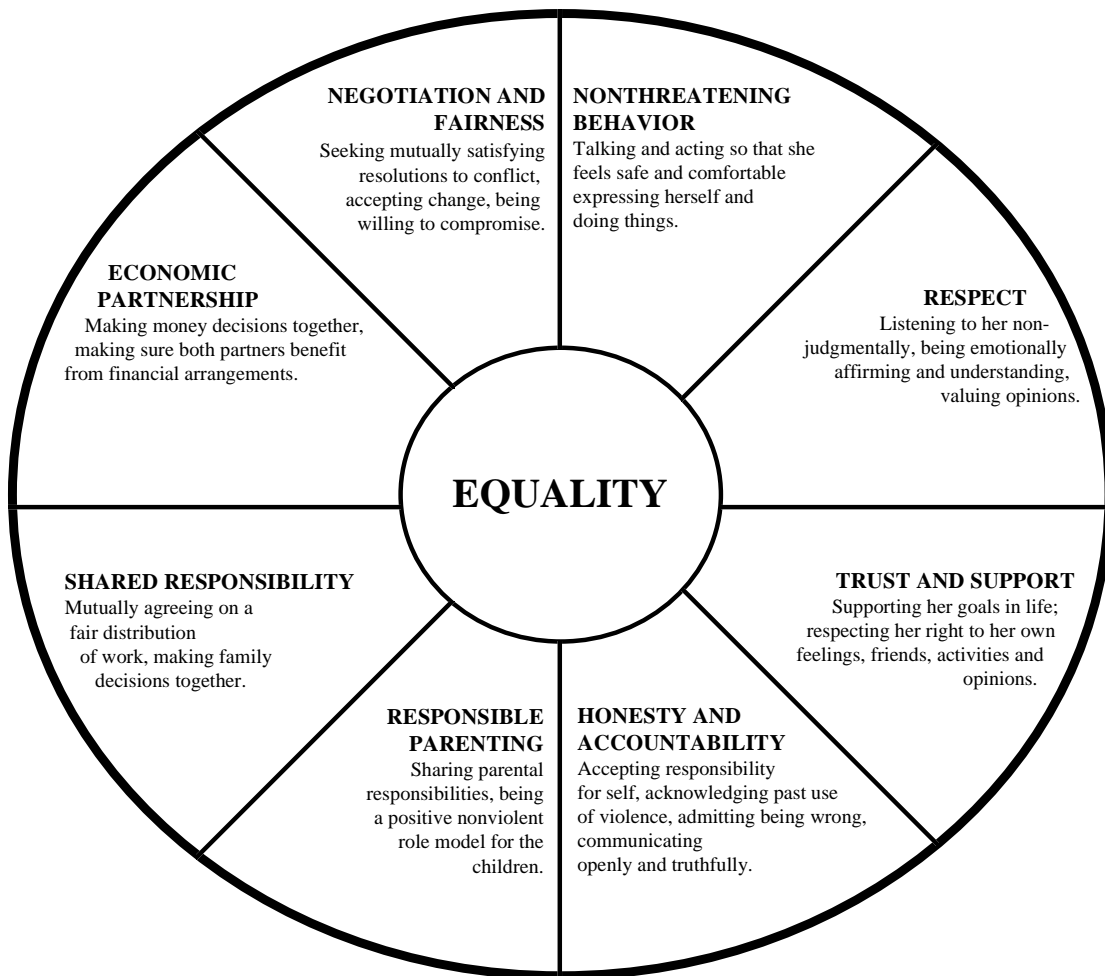 NEGOTIATION AND
FAIRNESS
Seeking mutually satisfying
resolutions to conflict,
accepting change, being
willing to compromise.
NONTHREATENING
BEHAVIOR
Talking and acting so that she
feels safe and comfortable
expressing herself and
doing things.
ECONOMIC
PARTNERSHIP
Making money decisions together,
making sure both partners benefit
from financial arrangements.
RESPECT
Listening to her non-
judgmentally, being emotionally
affirming and understanding,
valuing opinions.
EQUALITY
SHARED RESPONSIBILITY
Mutually agreeing on a
fair distribution
of work, making family
decisions together.
TRUST AND SUPPORT
Supporting her goals in life;
respecting her right to her own
feelings, friends, activities and
opinions.
RESPONSIBLE
PARENTING
Sharing parental
responsibilities, being
a positive nonviolent
role model for the
children.
HONESTY AND
ACCOUNTABILITY
Accepting responsibility
for self, acknowledging past use
of violence, admitting being wrong,
communicating
openly and truthfully.